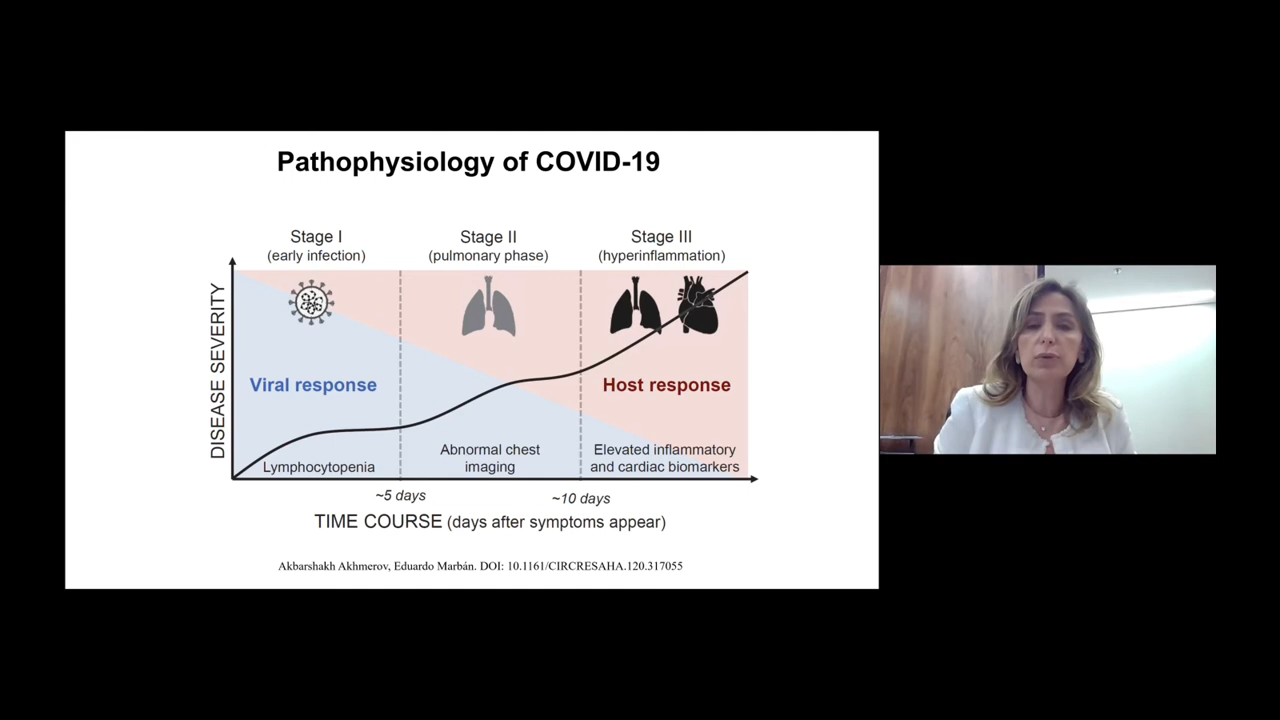 Pathophysiology of COVID-19
Stage I
(early infection)
Stage II
(pulmonary phase)
Stage III
(hyperinflammation)
DISEASE SEVERITY
Viral response
Host response
Lymphocytopenia
Abnormal chest
imaging
Elevated inflammatory
and cardiac biomarkers
~5 days
~10 days
TIME COURSE (days after symptoms appear)
Akbarshakh Akhmerov, Eduardo Marbán. DOI: 10.1161/CIRCRESAHA.120.317055